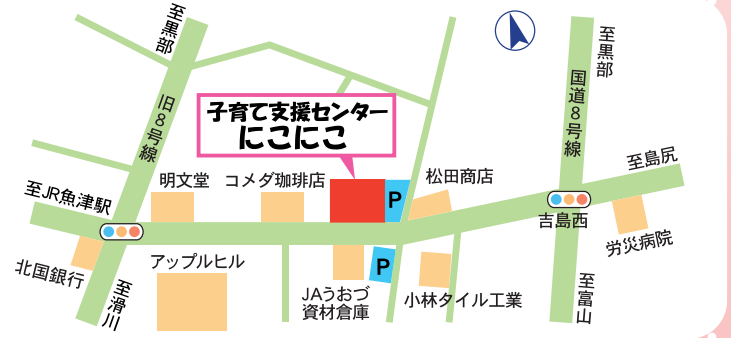 至黒部
旧8号線
至黒部
国道8号線
子育て支援センター
にこにこ
至島尻
明文堂
コメダ珈琲店
松田商店
至JR魚津駅
P
吉島西
労災病院
北国銀行
アップルヒル
P
JAうおづ
資材倉庫
小林タイル工業
至滑川
至富山